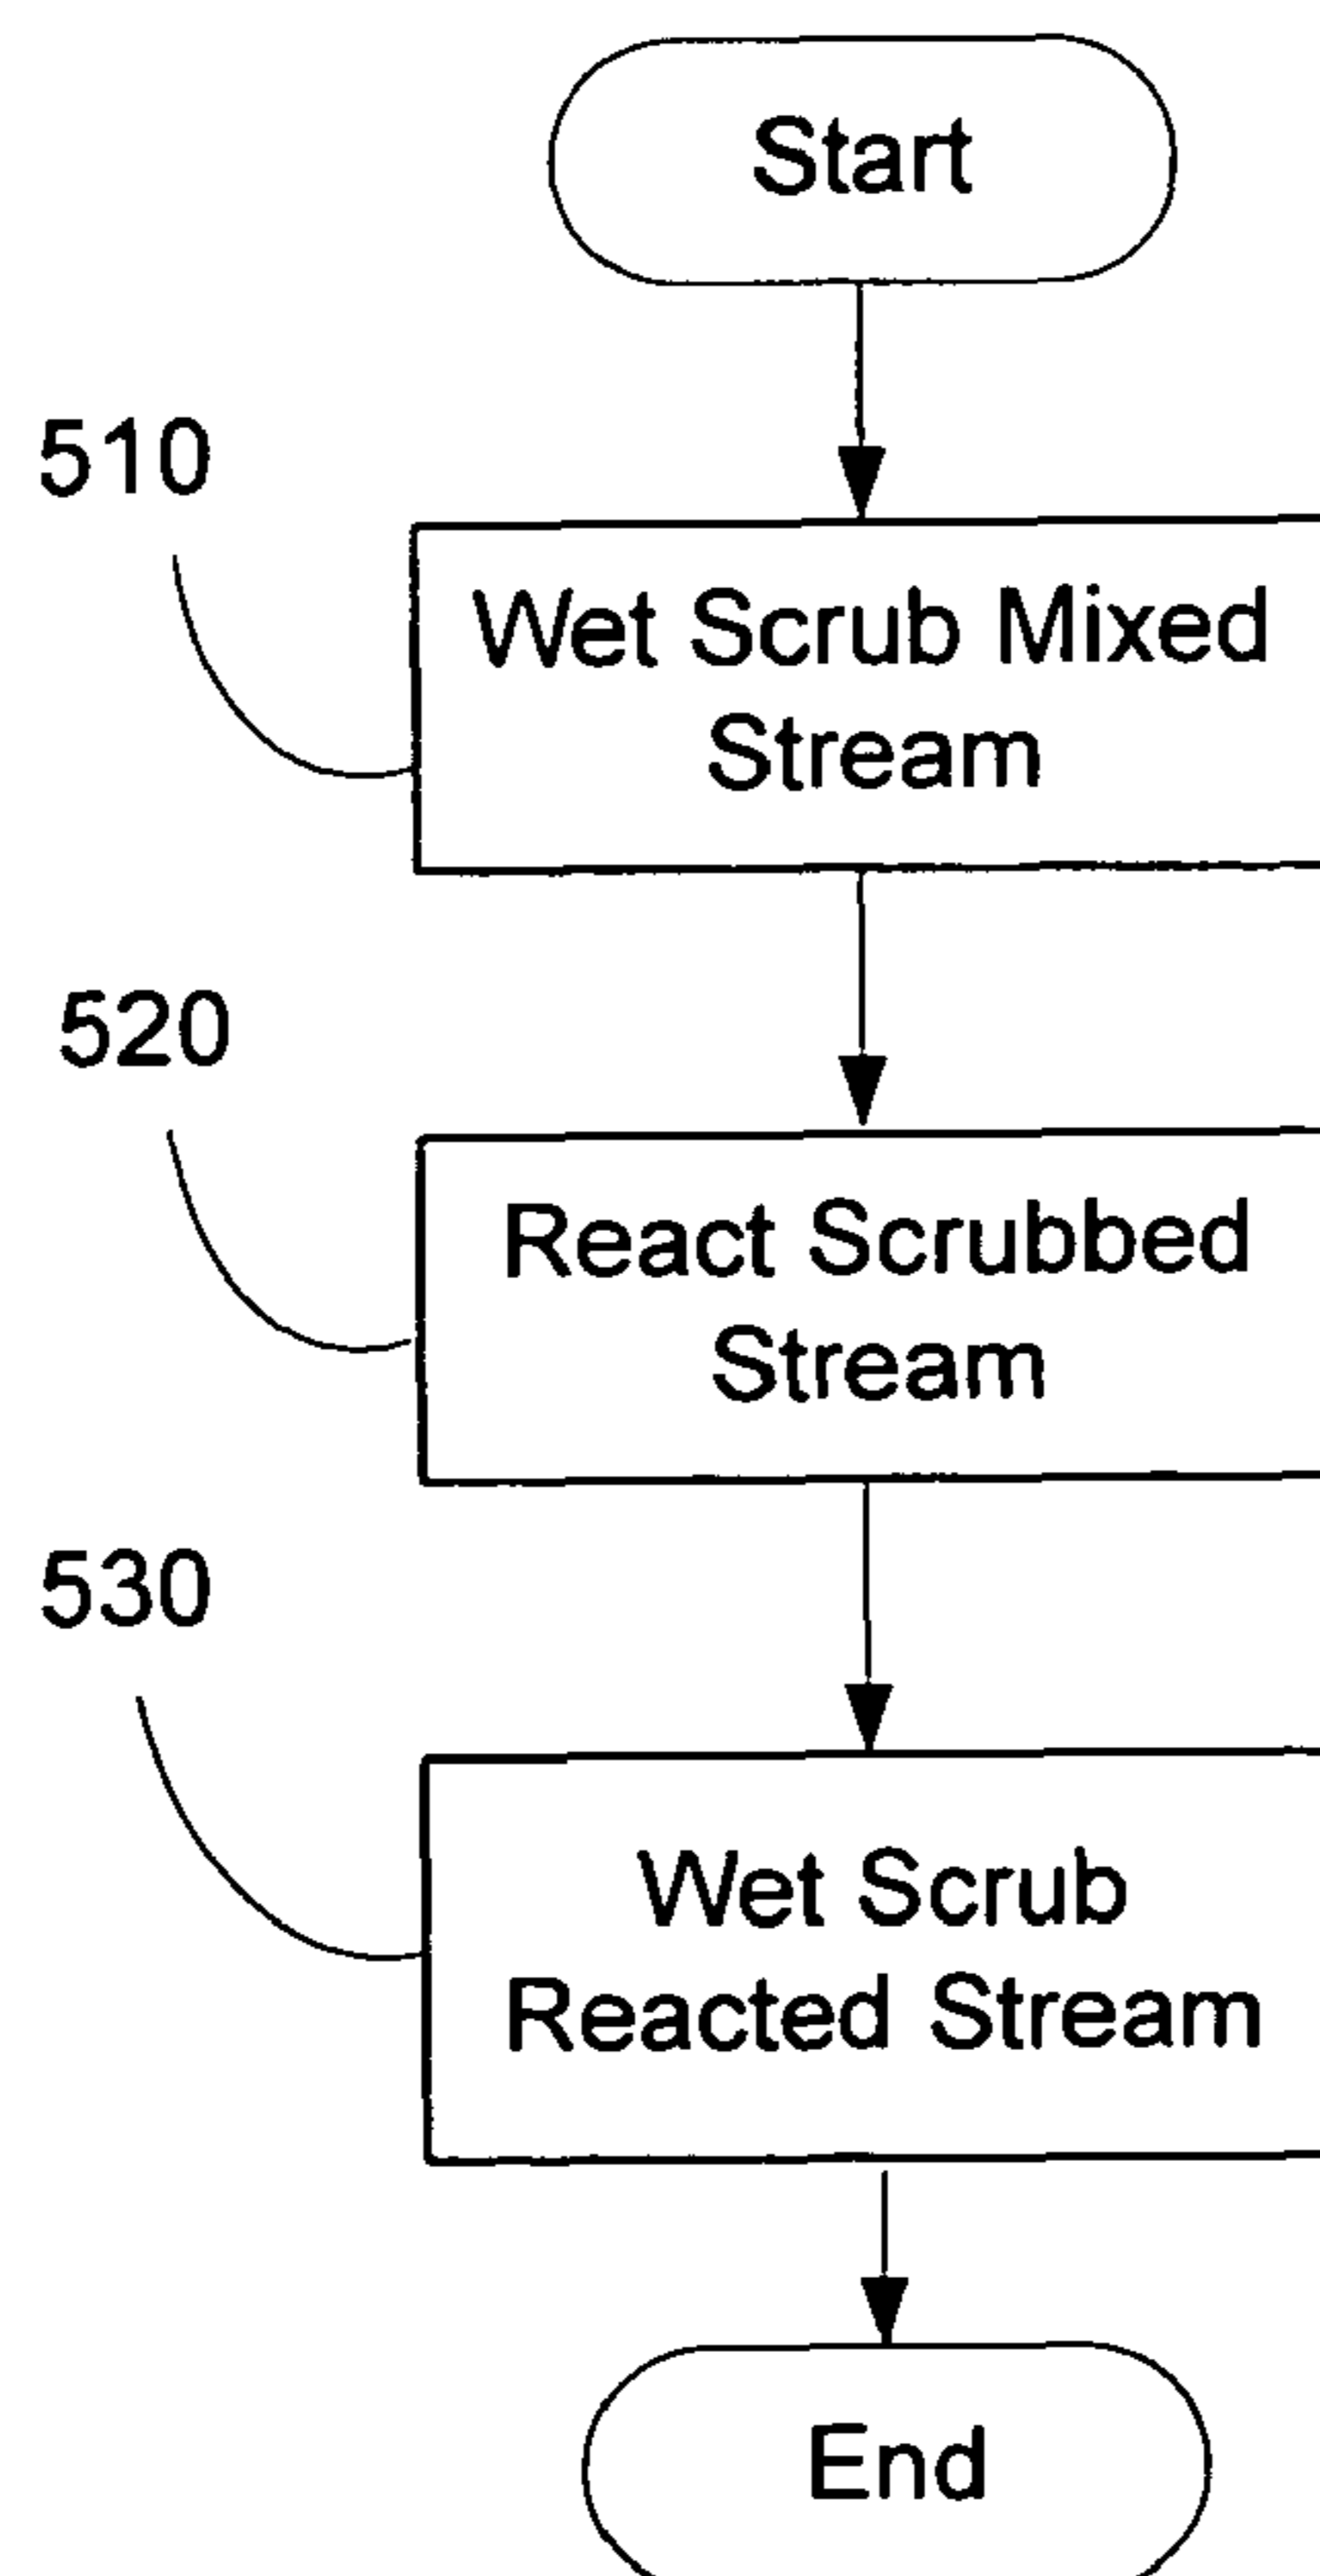 Start
510
Wet Scrub Mixed
Stream
520
React Scrubbed
Stream
530
Wet Scrub
Reacted Stream
End